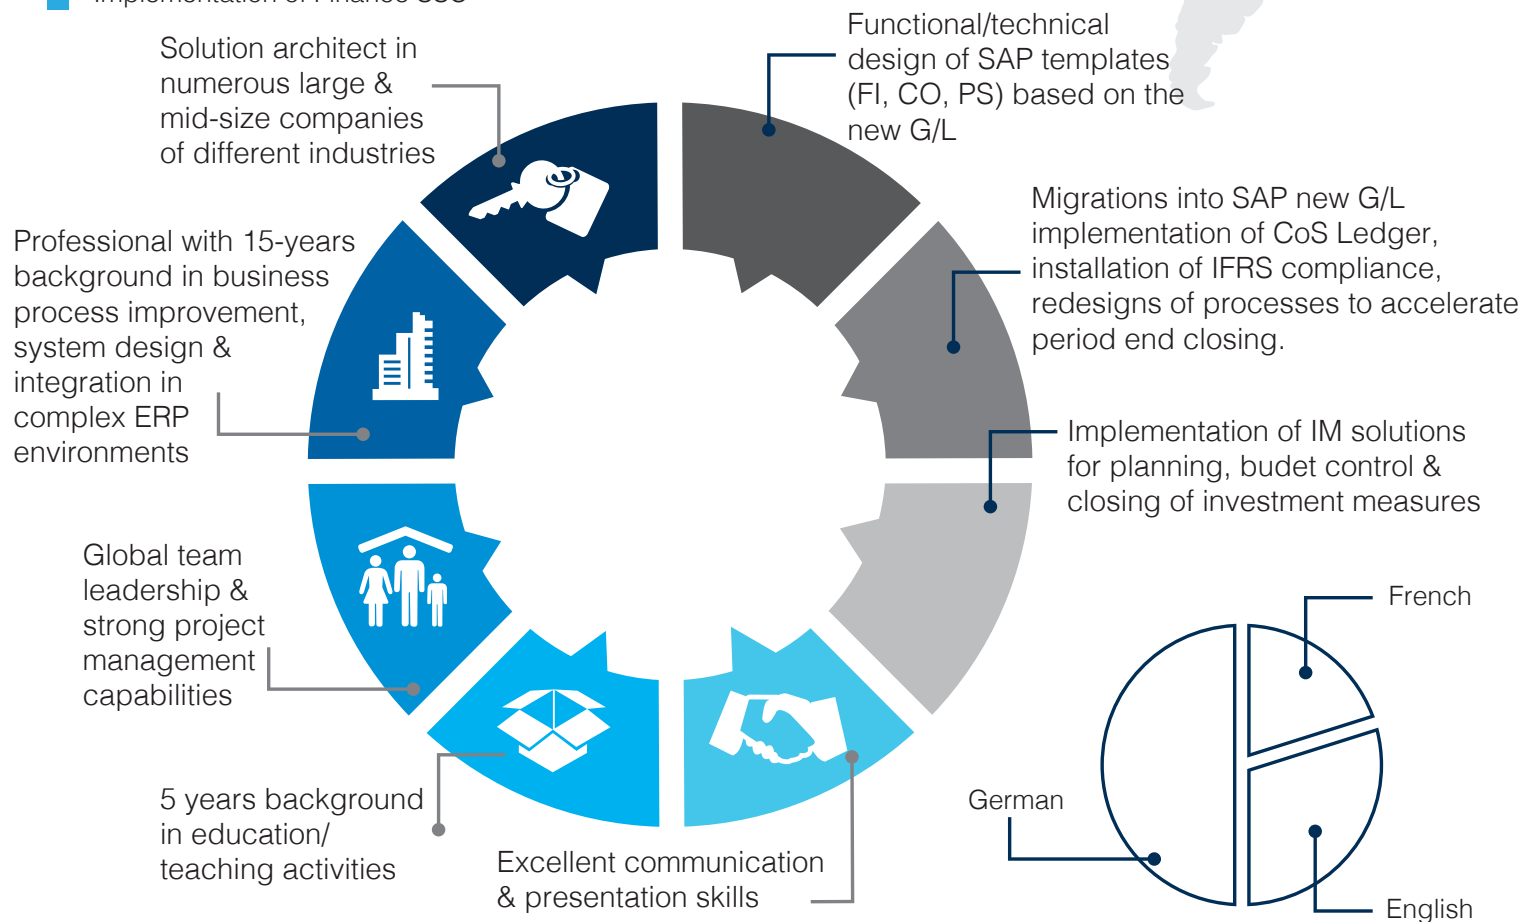 Implementation of Finance SSC
Solution architect in
numerous large &
mid-size companies
of different industries
Functional/technical
design of SAP templates
(FI, CO, PS) based on the
new G/L
Professional with 15-years
background in business
process improvement,
system design &
integration in
complex ERP
environments
Migrations into SAP new G/L
implementation of CoS Ledger,
installation of IFRS compliance,
redesigns of processes to accelerate
period end closing.
Implementation of IM solutions
for planning, budet control &
closing of investment measures
Global team
leadership &
strong project
management
capabilities
5 years background
in education/
teaching activities
Excellent communication
& presentation skills
French
German
English